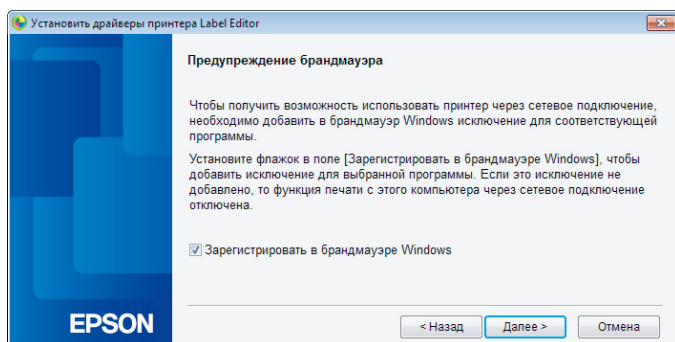 Установить драйверы принтера Label Editor
Предупреждение брандмауэра
Чтобы получить возможность использовать принтер через сетевое подключение,
необходимо добавить в брандмауэр Windows исключение для соответствующей
программы.
Установите флажок в поле [Зарегистрировать в брандмауэре Windows], чтобы
добавить исключение для выбранной программы. Если это исключение не
добавлено, то функция печати с этого компьютера через сетевое подключение
отключена.
Зарегистрировать в брандмауэре Windows
EPSON
< Назад
Далее >
Отмена